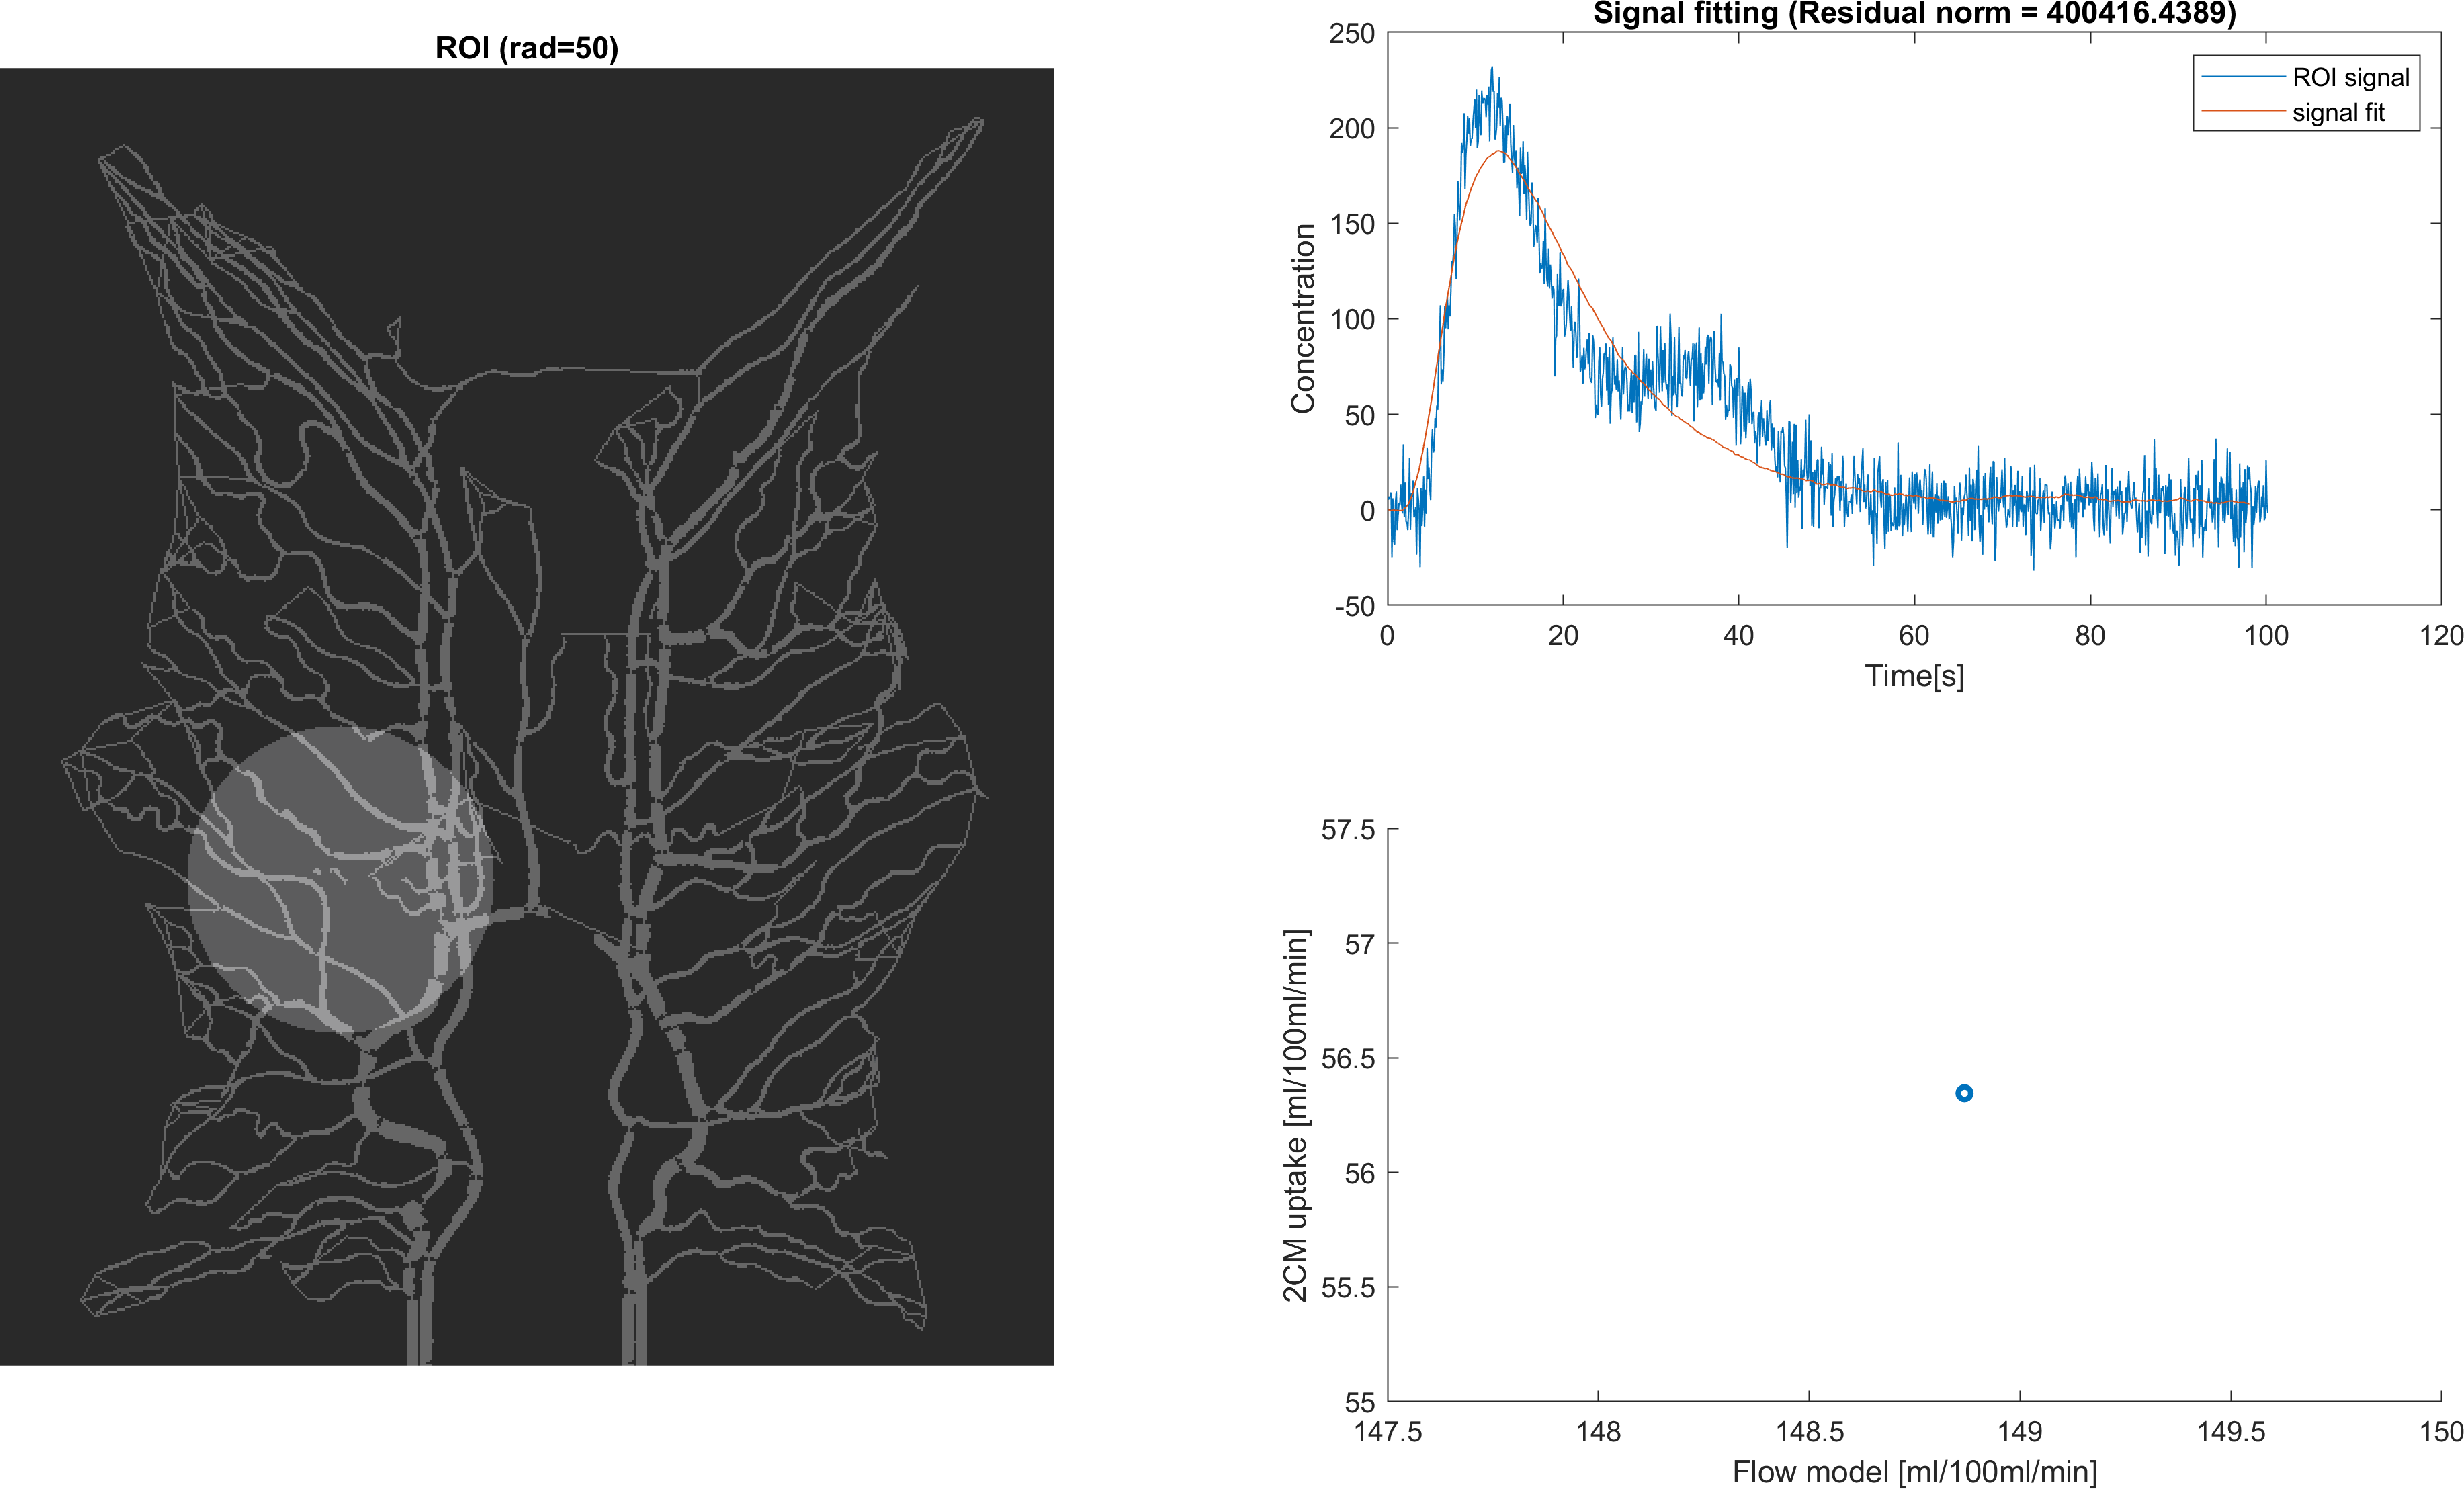 ROI (rad=50)
Signal fitting (Residual norm = 400416.4389)
250
200
150
100
50
0
-50
Concentration
ROI signal
signal fit
0 20 40 60 80 100 120
Time[s]
57.5
57
56.5
56
55.5
55
2CM uptake [ml/100ml/min]
147.5 148 148.5 149 149.5 150
Flow model [ml/100ml/min]